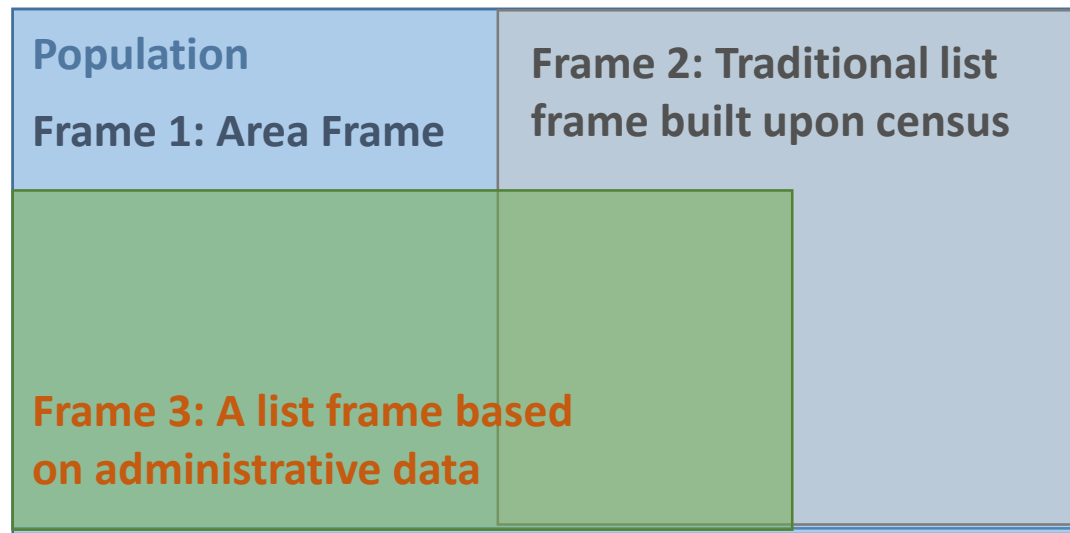 Population
Frame 1: Area Frame
Frame 2: Traditional list
frame built upon census
Frame 3: A list frame based
on administrative data